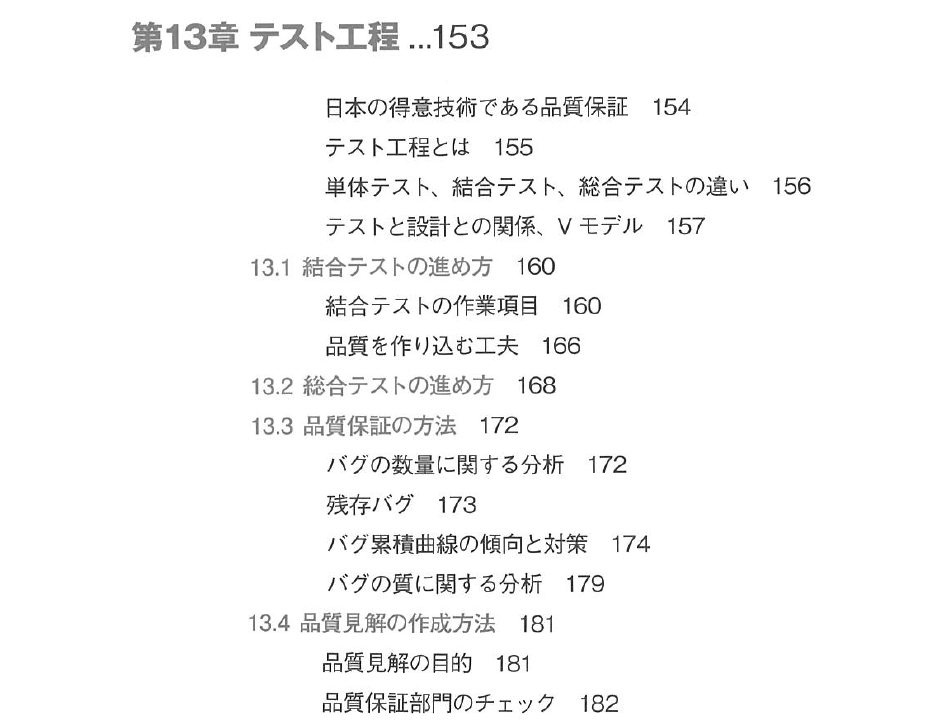 第13章 テスト工程 ...153
日本の得意技術である品質保証 154
テスト工程とは 155
単体テスト、結合テスト、総合テストの違い 156
テストと設計との関係、V モデル 157
13.1 結合テストの進め方 160
結合テストの作業項目 160
品質を作り込む工夫 166
13.2 総合テストの進め方 168
13.3 品質保証の方法 172
バグの数量に関する分析 172
残存バグ 173
バグ累積曲線の傾向と対策 174
バグの質に関する分析 179
13.4 品質見解の作成方法 181
品質見解の目的 181
品質保証部門のチェック 182